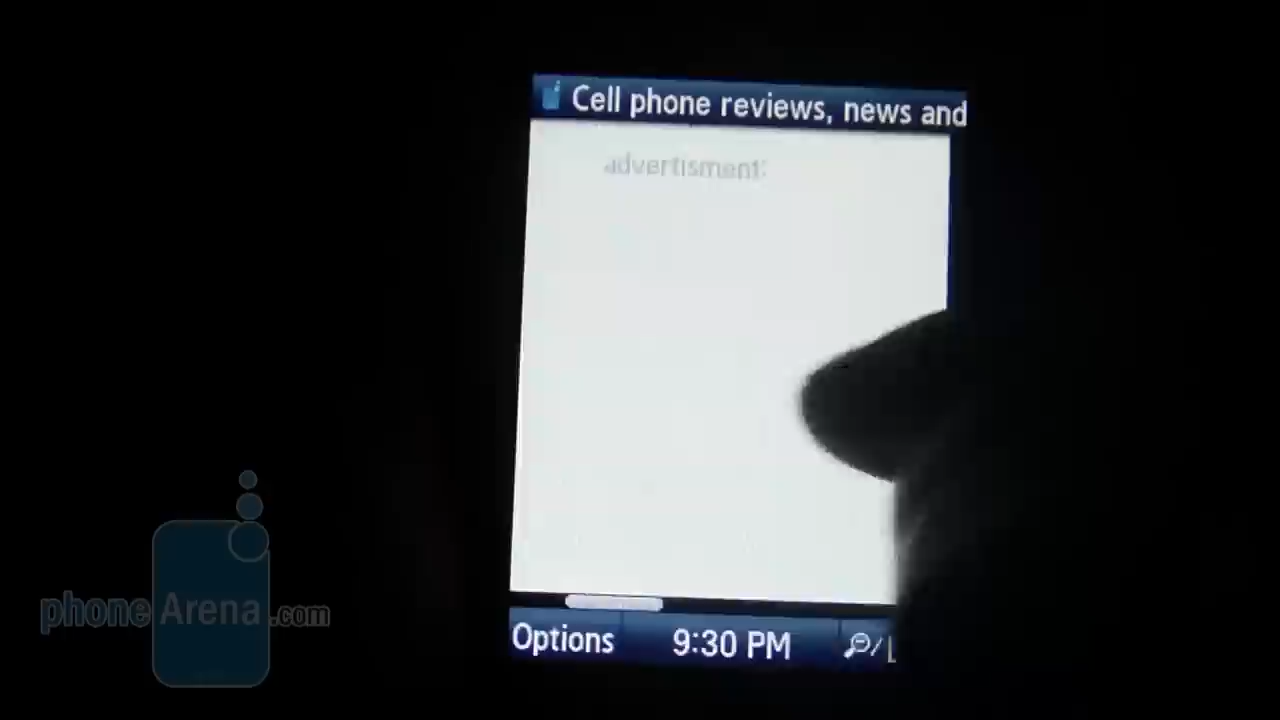 Cell phone reviews, news and
advertisment:
Options 9:30 PM
phoneArena.com